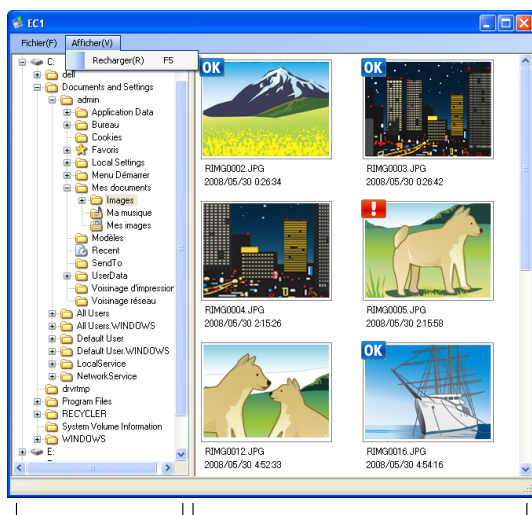 EC1
Fichier(F) Afficher(V)
Recharger(R) F5
C:
dell
Documents and Settings
admin
Application Data
Bureau
Cookies
Favoris
Local Settings
Menu Démarrer
Mes documents
Images
Ma musique
Mes images
Modèles
Recent
SendTo
UserData
Voisinage d'impression
Voisinage réseau
All Users
All Users.WINDOWS
Default User
Default User.WINDOWS
LocalService
NetworkService
drvrtmp
Program Files
RECYCLER
System Volume Information
WINDOWS
E:
OK
RIMG0002.JPG
2008/05/30 0:26:34
OK
RIMG0003.JPG
2008/05/30 0:26:42
RIMG0004.JPG
2008/05/30 2:15:26
!
RIMG0005.JPG
2008/05/30 2:15:58
RIMG0012.JPG
2008/05/30 4:52:33
OK
RIMG0016.JPG
2008/05/30 4:54:16